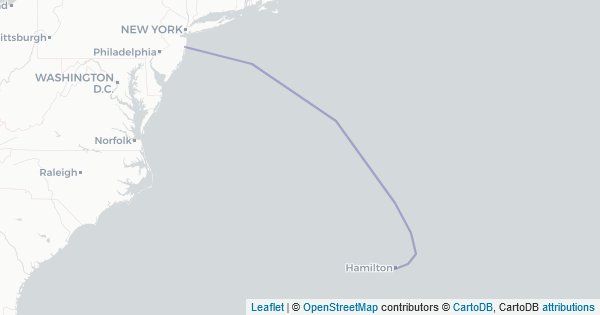 NEW YORK
ittsburgh
Philadelphia
WASHINGTON
D.C.
Norfolk
Raleigh
Hamilton
Leaflet | © OpenStreetMap contributors © CartoDB, CartoDB attributions